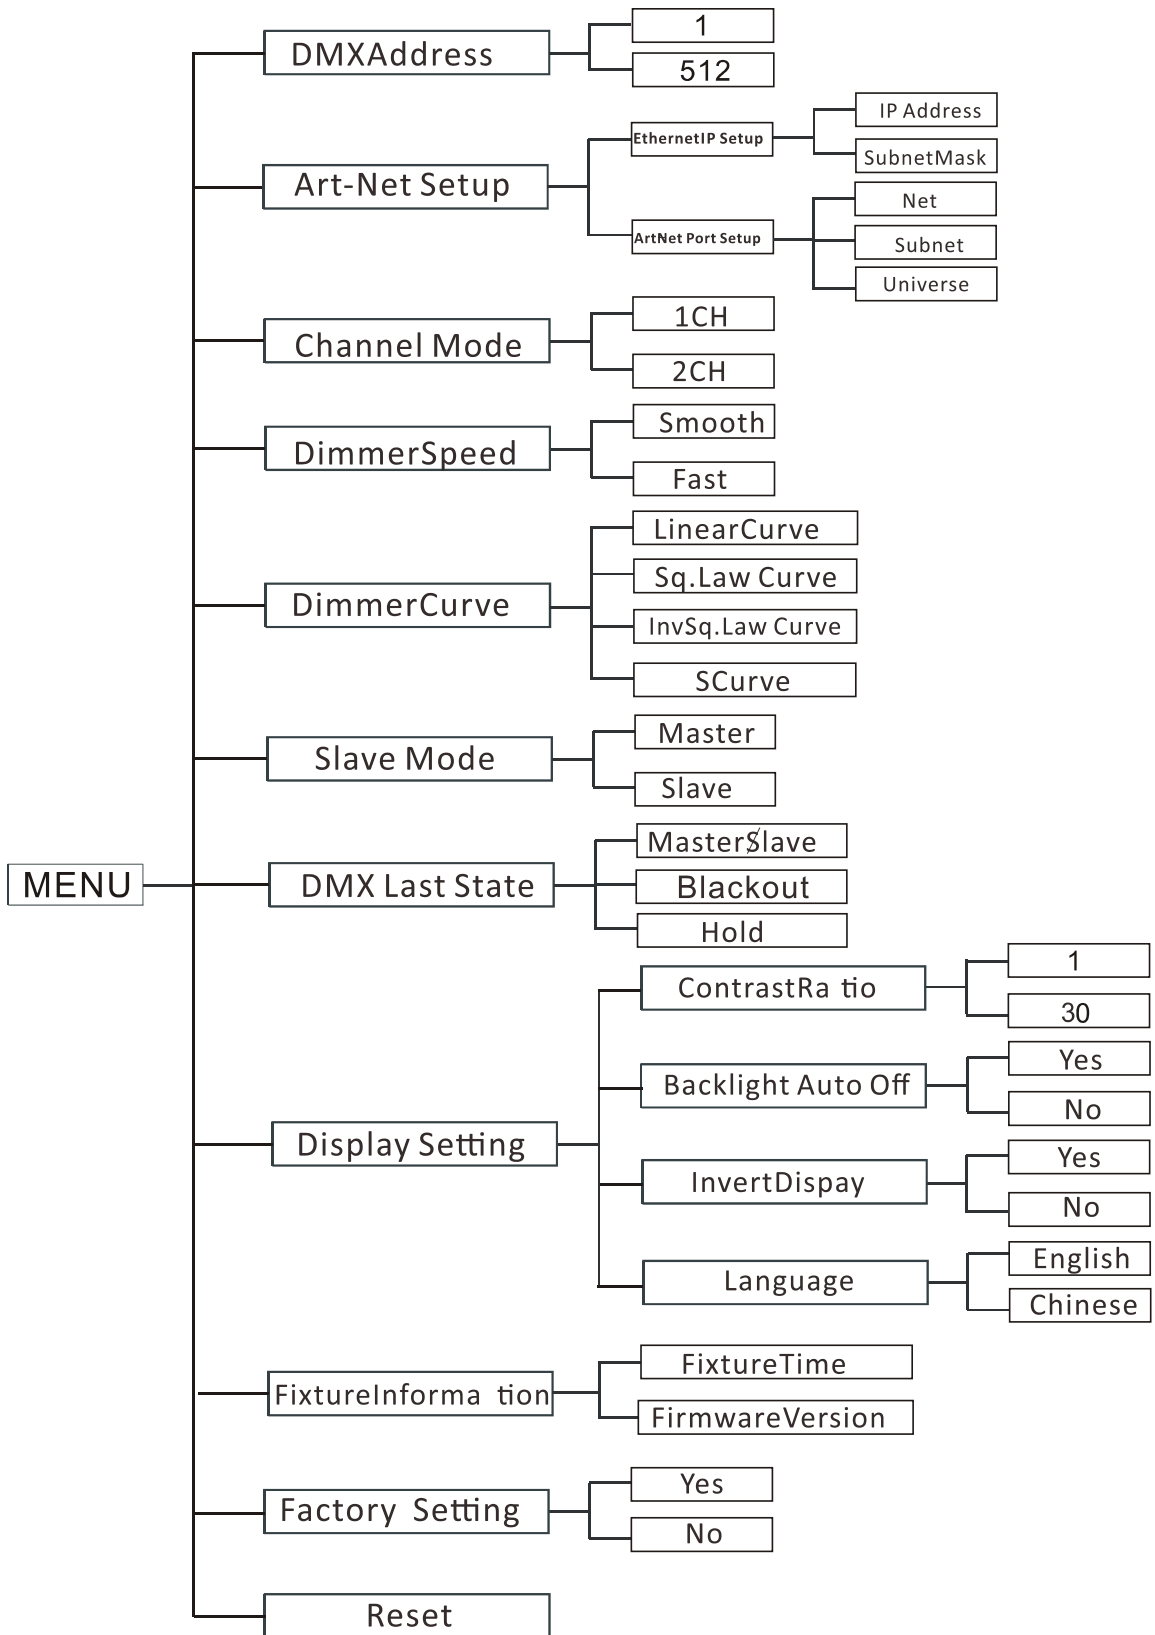 MENU
DMXAddress
1
512
Art-Net Setup
EthernetIP Setup
IP Address
SubnetMask
ArtNet Port Setup
Net
Subnet
Universe
Channel Mode
1CH
2CH
DimmerSpeed
Smooth
Fast
DimmerCurve
LinearCurve
Sq.Law Curve
InvSq.Law Curve
SCurve
Slave Mode
Master
Slave
DMX Last State
Master/Slave
Blackout
Hold
Display Setting
ContrastRa tio
1
30
Backlight Auto Off
Yes
No
InvertDispay
Yes
No
Language
English
Chinese
FixtureInforma tion
FixtureTime
FirmwareVersion
Factory Setting
Yes
No
Reset